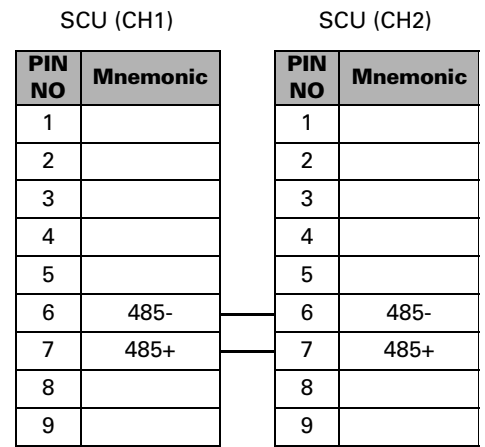 SCU (CH1) SCU (CH2)
PIN NO Mnemonic PIN NO Mnemonic
1 1
2 2
3 3
4 4
5 5
6 485- 6 485-
7 485+ 7 485+
8 8
9 9